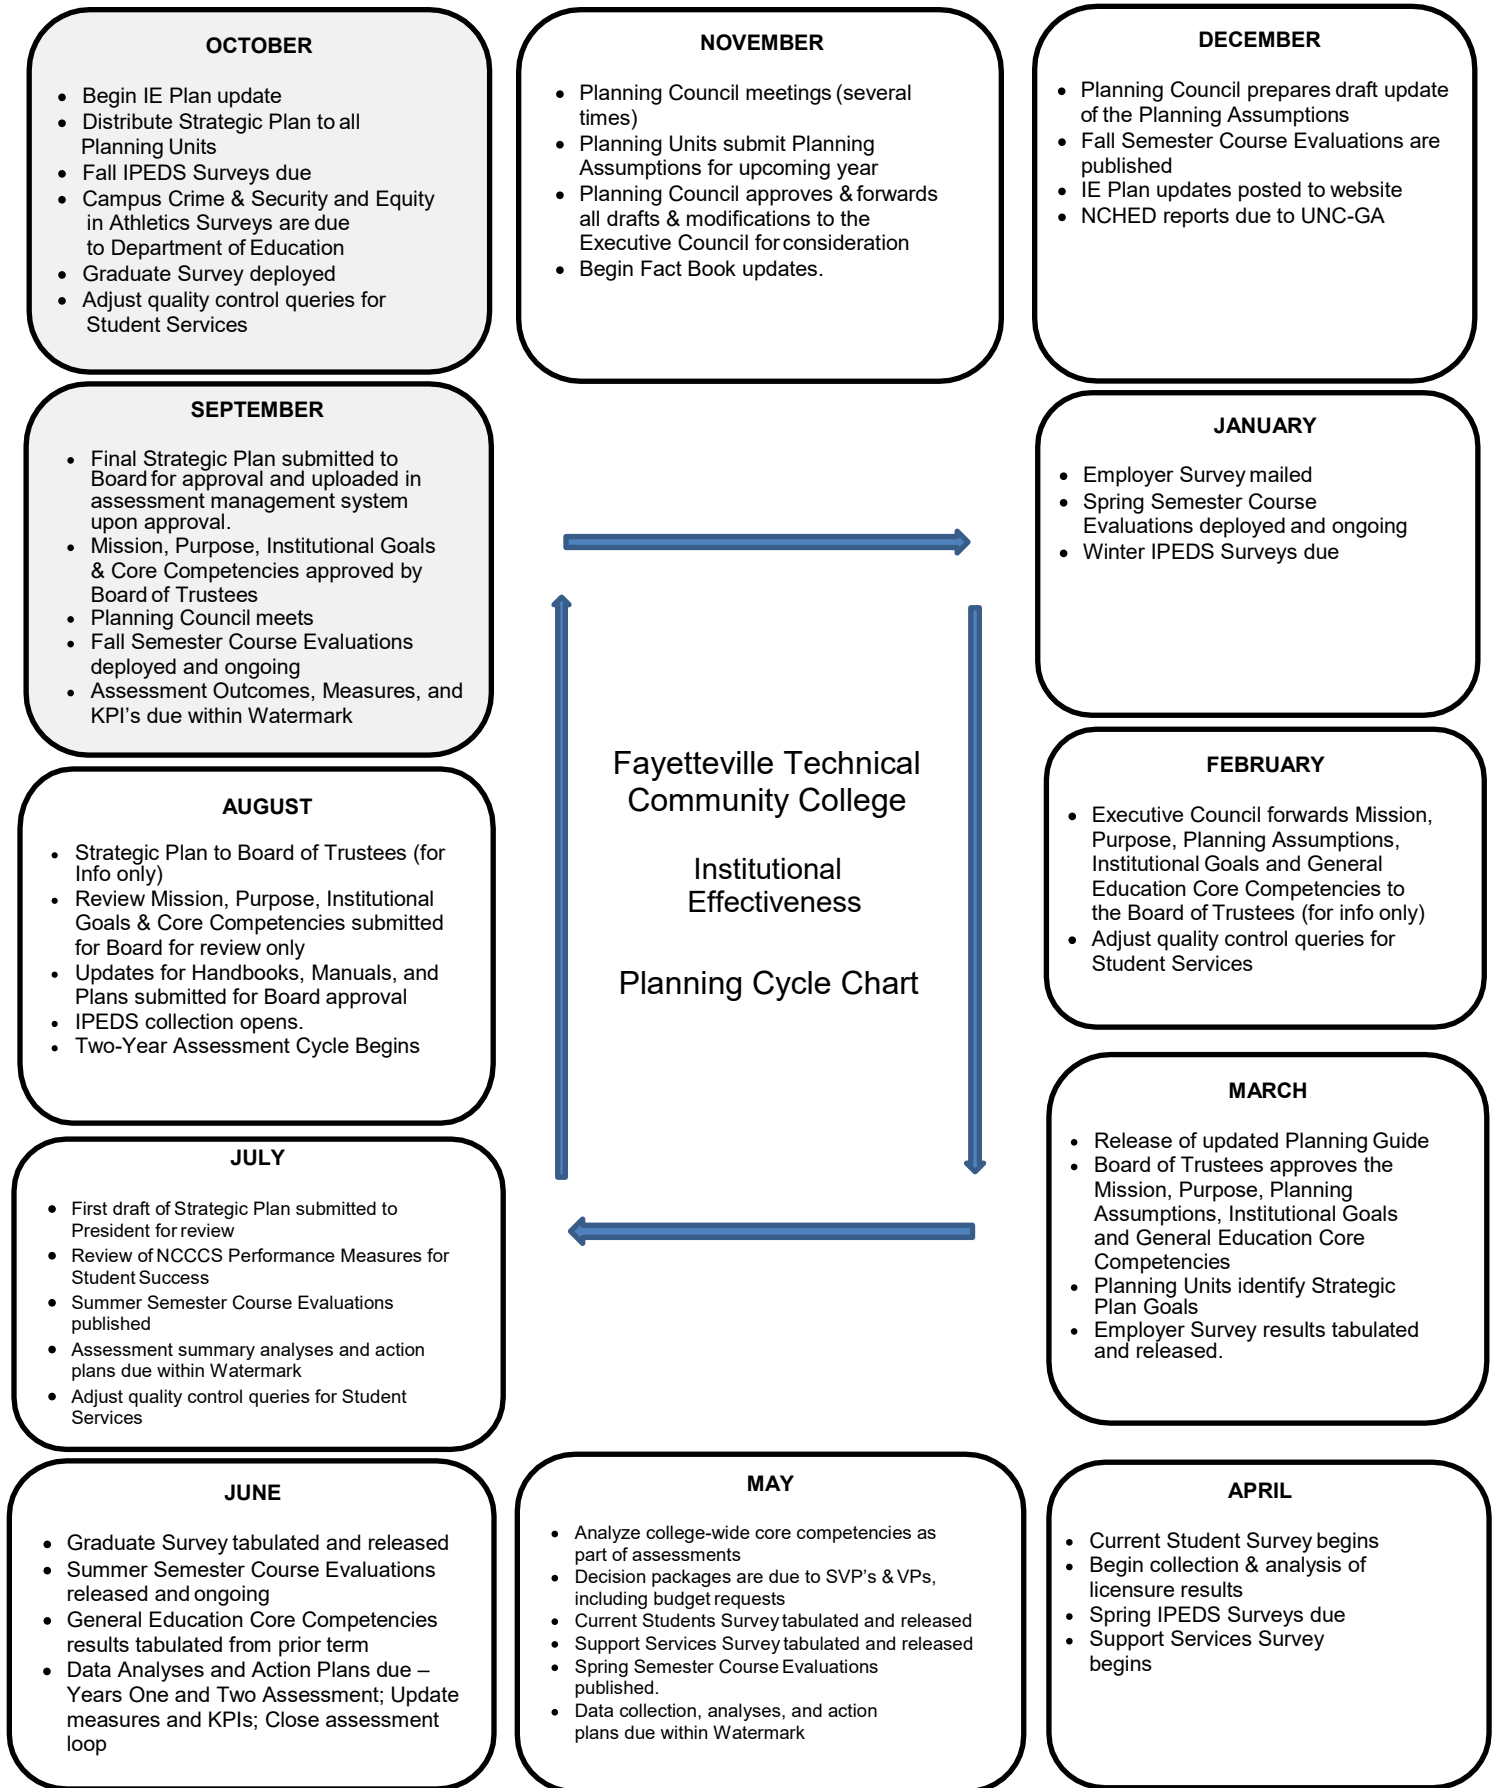 OCTOBER
• Begin IE Plan update
• Distribute Strategic Plan to all
Planning Units
• Fall IPEDS Surveys due
• Campus Crime & Security and Equity
in Athletics Surveys are due
to Department of Education
• Graduate Survey deployed
• Adjust quality control queries for
Student Services
NOVEMBER
• Planning Council meetings (several
times)
• Planning Units submit Planning
Assumptions for upcoming year
• Planning Council approves & forwards
all drafts & modifications to the
Executive Council for consideration
• Begin Fact Book updates.
DECEMBER
• Planning Council prepares draft update
of the Planning Assumptions
• Fall Semester Course Evaluations are
published
• IE Plan updates posted to website
• NCHED reports due to UNC-GA
SEPTEMBER
• Final Strategic Plan submitted to
Board for approval and uploaded in
assessment management system
upon approval.
• Mission, Purpose, Institutional Goals
& Core Competencies approved by
Board of Trustees
• Planning Council meets
• Fall Semester Course Evaluations
deployed and ongoing
• Assessment Outcomes, Measures, and
KPI's due within Watermark
JANUARY
• Employer Survey mailed
• Spring Semester Course
Evaluations deployed and ongoing
• Winter IPEDS Surveys due
Fayetteville Technical
Community College
Institutional
Effectiveness
Planning Cycle Chart
FEBRUARY
• Executive Council forwards Mission,
Purpose, Planning Assumptions,
Institutional Goals and General
Education Core Competencies to
the Board of Trustees (for info only)
• Adjust quality control queries for
Student Services
AUGUST
• Strategic Plan to Board of Trustees (for
Info only)
• Review Mission, Purpose, Institutional
Goals & Core Competencies submitted
for Board for review only
• Updates for Handbooks, Manuals, and
Plans submitted for Board approval
• IPEDS collection opens.
• Two-Year Assessment Cycle Begins
MARCH
• Release of updated Planning Guide
• Board of Trustees approves the
Mission, Purpose, Planning
Assumptions, Institutional Goals
and General Education Core
Competencies
• Planning Units identify Strategic
Plan Goals
• Employer Survey results tabulated
and released.
JULY
• First draft of Strategic Plan submitted to
President for review
• Review of NCCCS Performance Measures for
Student Success
• Summer Semester Course Evaluations
published
• Assessment summary analyses and action
plans due within Watermark
• Adjust quality control queries for Student
Services
JUNE
• Graduate Survey tabulated and released
• Summer Semester Course Evaluations
released and ongoing
• General Education Core Competencies
results tabulated from prior term
• Data Analyses and Action Plans due –
Years One and Two Assessment; Update
measures and KPIs; Close assessment
loop
MAY
• Analyze college-wide core competencies as
part of assessments
• Decision packages are due to SVP's & VPs,
including budget requests
• Current Students Survey tabulated and released
• Support Services Survey tabulated and released
• Spring Semester Course Evaluations
published.
• Data collection, analyses, and action
plans due within Watermark
APRIL
• Current Student Survey begins
• Begin collection & analysis of
licensure results
• Spring IPEDS Surveys due
• Support Services Survey
begins